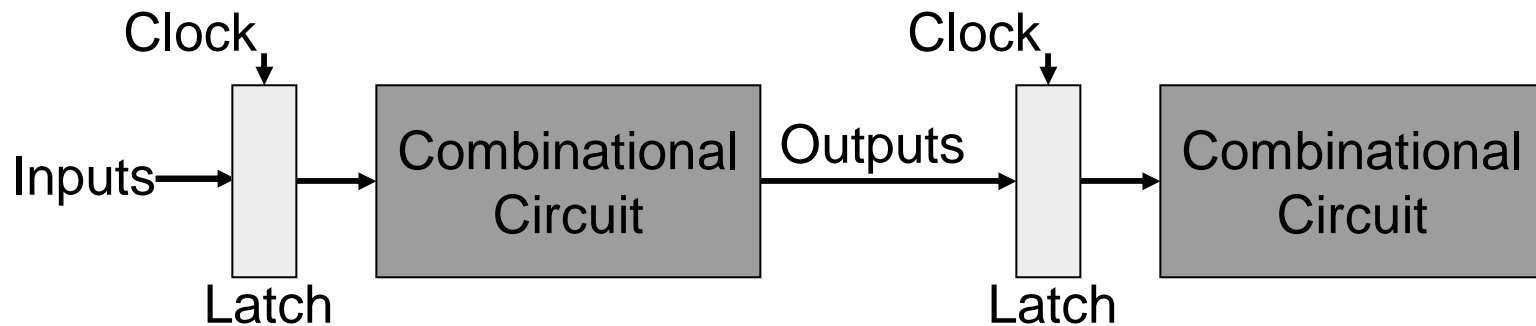 Clock
Clock
Inputs
Combinational
Circuit
Outputs
Combinational
Circuit
Latch
Latch